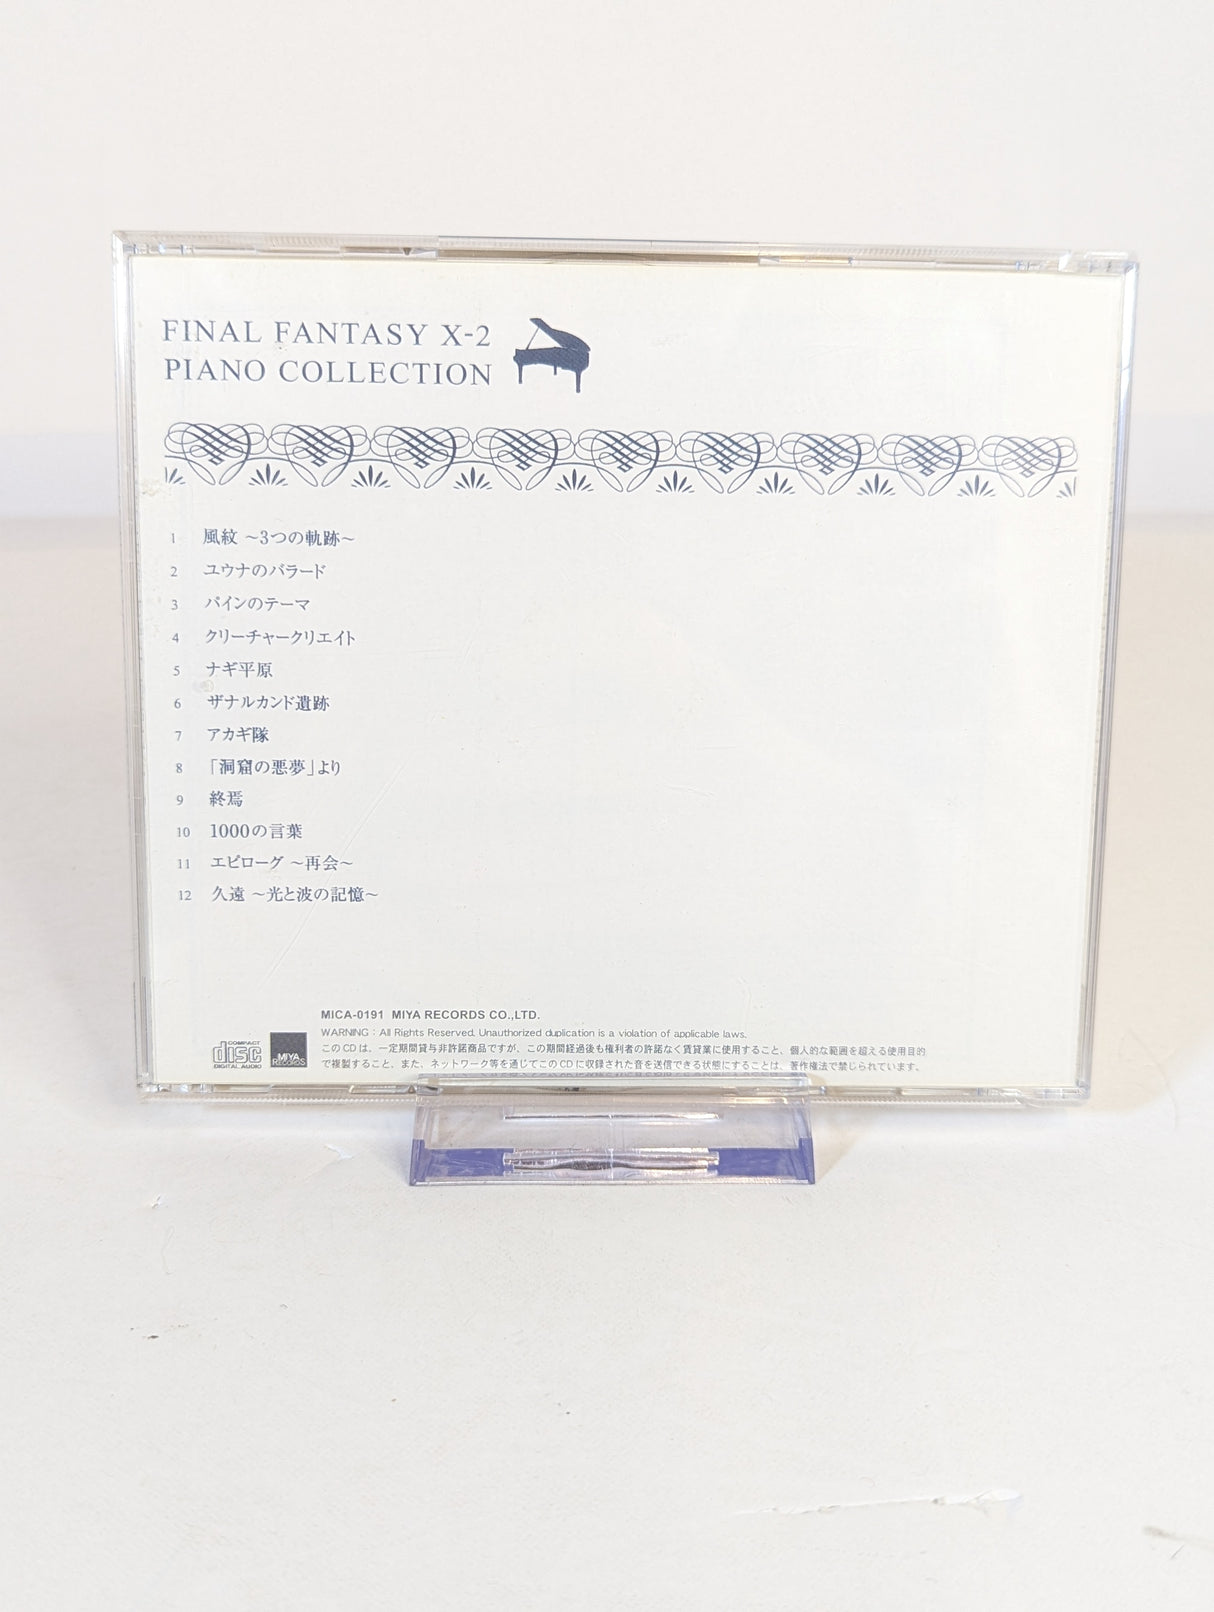 FINAL FANTASY X-2
PIANO COLLECTION
1 風紋 ～3つの軌跡～
2 ユウナのバラード
3 パインのテーマ
4 クリーチャークリエイト
5 ナギ平原
6 ザナルカンド遺跡
7 アカギ隊
8 「洞窟の悪夢」より
9 終焉
10 1000の言葉
11 エピローグ ～再会～
12 久遠 ～光と波の記憶～
MICA-0191 MIYA RECORDS CO.,LTD.
WARNING : All Rights Reserved. Unauthorized duplication is a violation of applicable laws.
このCDは、一定期間貸与非許諾商品ですが、この期間経過後も権利者の許諾なく賃貸業に使用すること、個人的な範囲を超える使用目的
で複製すること、また、ネットワーク等を通じてこのCDに収録された音を送信できる状態にすることは、著作権法で禁じられています。
COMPACT
disc
DIGITAL AUDIO
MIYA
RECORDS